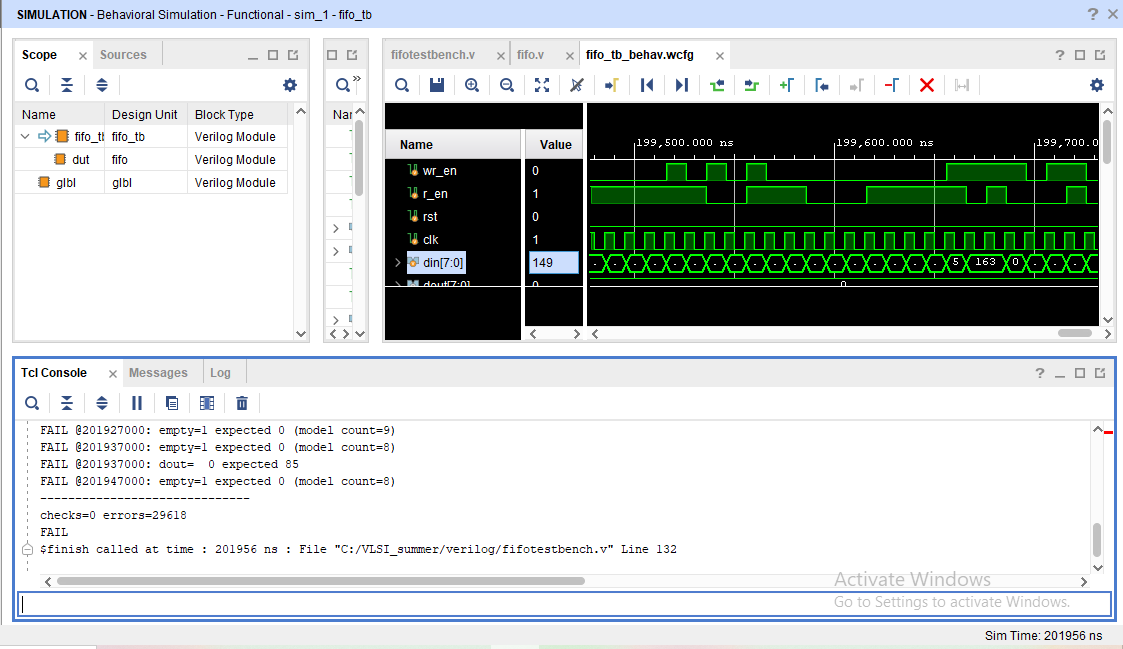 SIMULATION - Behavioral Simulation - Functional - sim_1 - fifo_tb
Scope
Sources
Name Design Unit Block Type
fifo_tb fifo_tb Verilog Module
dut fifo Verilog Module
glbl glbl Verilog Module
fifotestbench.v
fifo.v
fifo_tb_behav.wcfg
Name Value
199,500.000 ns 199,600.000 ns 199,700.0
wr_en 0
r_en 1
rst 0
clk 1
din[7:0] 149
5 163 0
dout[7:0] 0
0
Tcl Console
Messages
Log
FAIL @201927000: empty=1 expected 0 (model count=9)
FAIL @201937000: empty=1 expected 0 (model count=8)
FAIL @201937000: dout=  0 expected 85
FAIL @201947000: empty=1 expected 0 (model count=8)
------------------------------
checks=0 errors=29618
FAIL
$finish called at time : 201956 ns : File "C:/VLSI_summer/verilog/fifotestbench.v" Line 132
Activate Windows
Go to Settings to activate Windows.
Sim Time: 201956 ns